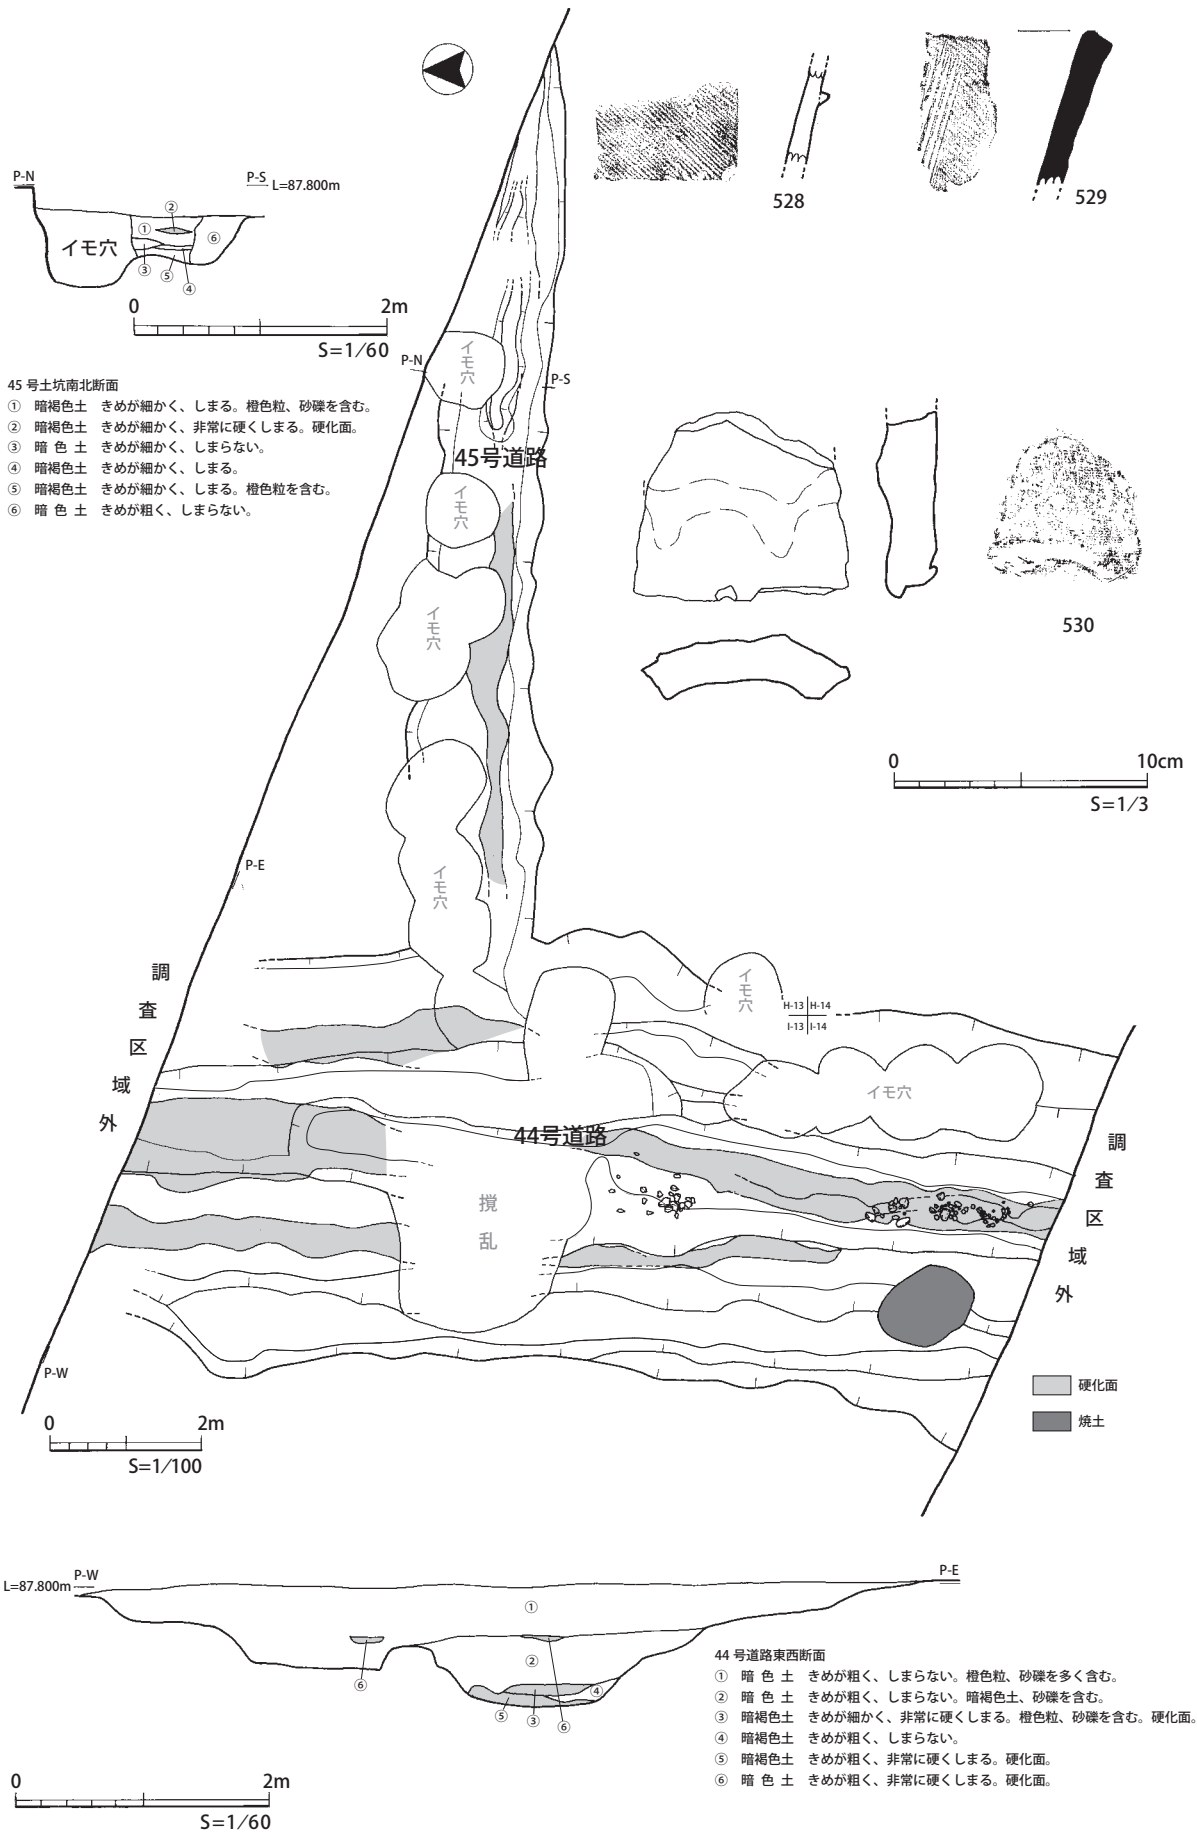 528
529
P-N
P-S
L=87.800m
②
①
⑥
イモ穴
③
⑤
④
0
2m
S=1/60
45 号土坑南北断面
① 暗褐色土 きめが細かく、しまる。橙色粒、砂礫を含む。
② 暗褐色土 きめが細かく、非常に硬くしまる。硬化面。
③ 暗 色 土 きめが細かく、しまらない。
④ 暗褐色土 きめが細かく、しまる。
⑤ 暗褐色土 きめが細かく、しまる。橙色粒を含む。
⑥ 暗 色 土 きめが粗く、しまらない。
P-N
イモ穴
P-S
45号道路
イモ穴
イモ穴
530
0
10cm
S=1/3
P-E
イモ穴
調査区域外
イモ穴
H-13 H-14
I-13 I-14
イモ穴
44号道路
調査区域外
撹乱
P-W
硬化面
焼土
0
2m
S=1/100
P-W
L=87.800m
P-E
①
②
⑥
④
⑤
③
⑥
44 号道路東西断面
① 暗 色 土 きめが粗く、しまらない。橙色粒、砂礫を多く含む。
② 暗 色 土 きめが粗く、しまらない。暗褐色土、砂礫を含む。
③ 暗褐色土 きめが細かく、非常に硬くしまる。橙色粒、砂礫を含む。硬化面。
④ 暗褐色土 きめが粗く、しまらない。
⑤ 暗褐色土 きめが粗く、非常に硬くしまる。硬化面。
⑥ 暗 色 土 きめが粗く、非常に硬くしまる。硬化面。
0
2m
S=1/60